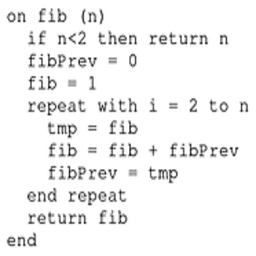 on fib (n)
  if n<2 then return n
  fibPrev = 0
  fib = 1
  repeat with i = 2 to n
    tmp = fib
    fib = fib + fibPrev
    fibPrev = tmp
  end repeat
  return fib
end